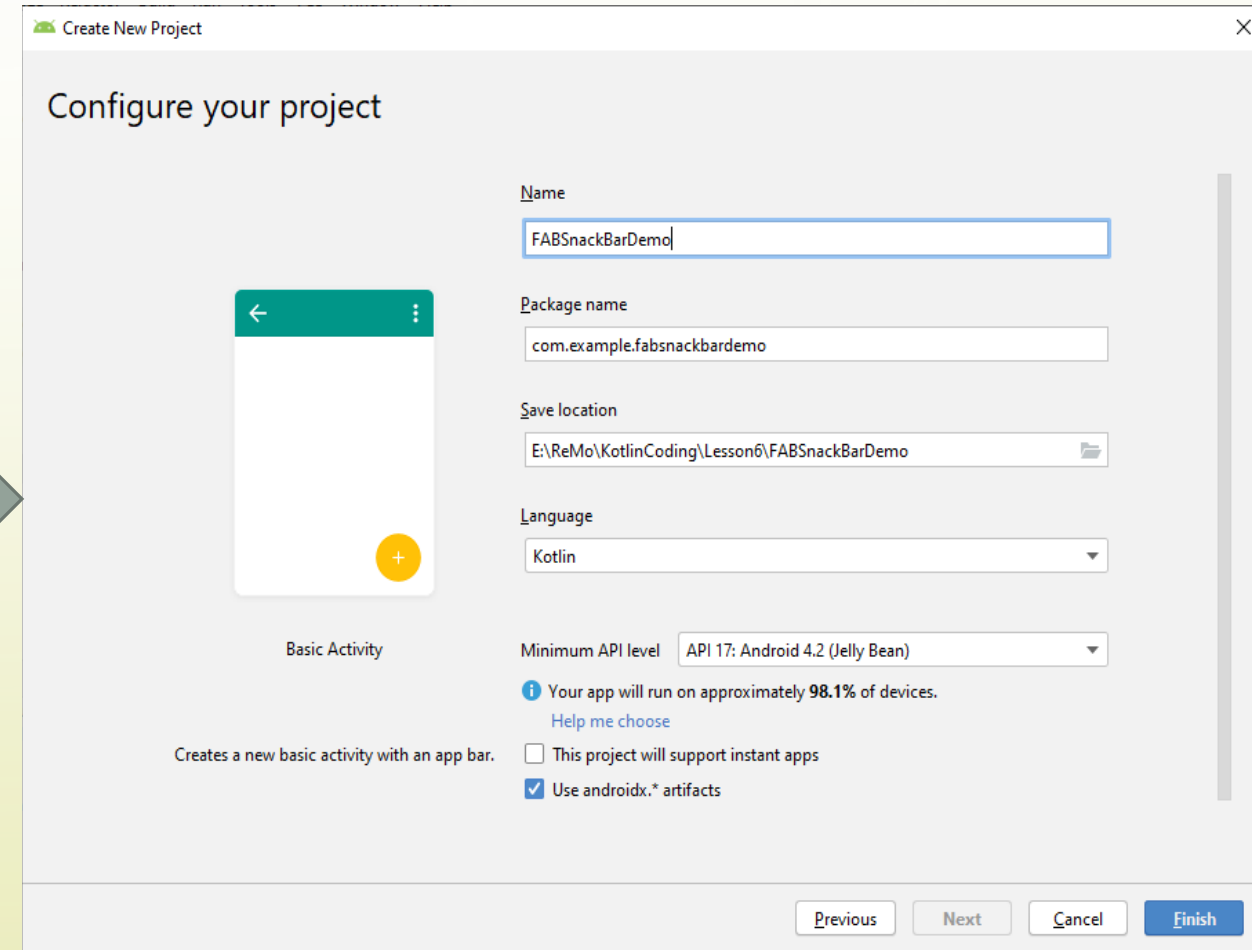 Create New Project
Configure your project
Name
FABSnackBarDemo
Package name
com.example.fabsnackbardemo
Save location
E:\ReMo\KotlinCoding\Lesson6\FABSnackBarDemo
Language
Kotlin
Basic Activity
Minimum API level API 17: Android 4.2 (Jelly Bean)
Your app will run on approximately 98.1% of devices.
Help me choose
Creates a new basic activity with an app bar.
This project will support instant apps
Use androidx.* artifacts
Previous Next Cancel Finish